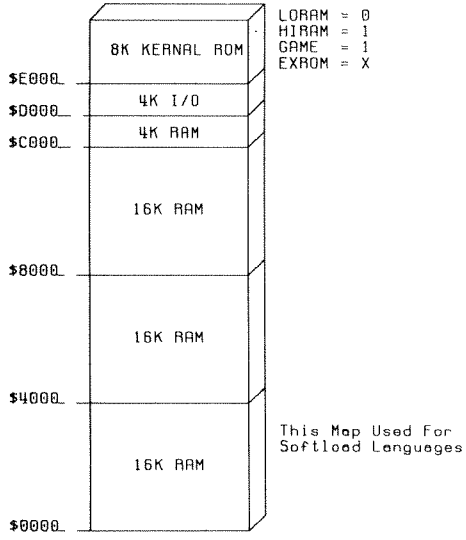 LORAM = 0
HIRAM = 1
GAME = 1
EXROM = X
8K KERNAL ROM
$E000
4K I/O
$D000
4K RAM
$C000
16K RAM
$8000
16K RAM
$4000
This Map Used For
Softload Languages
16K RAM
$0000